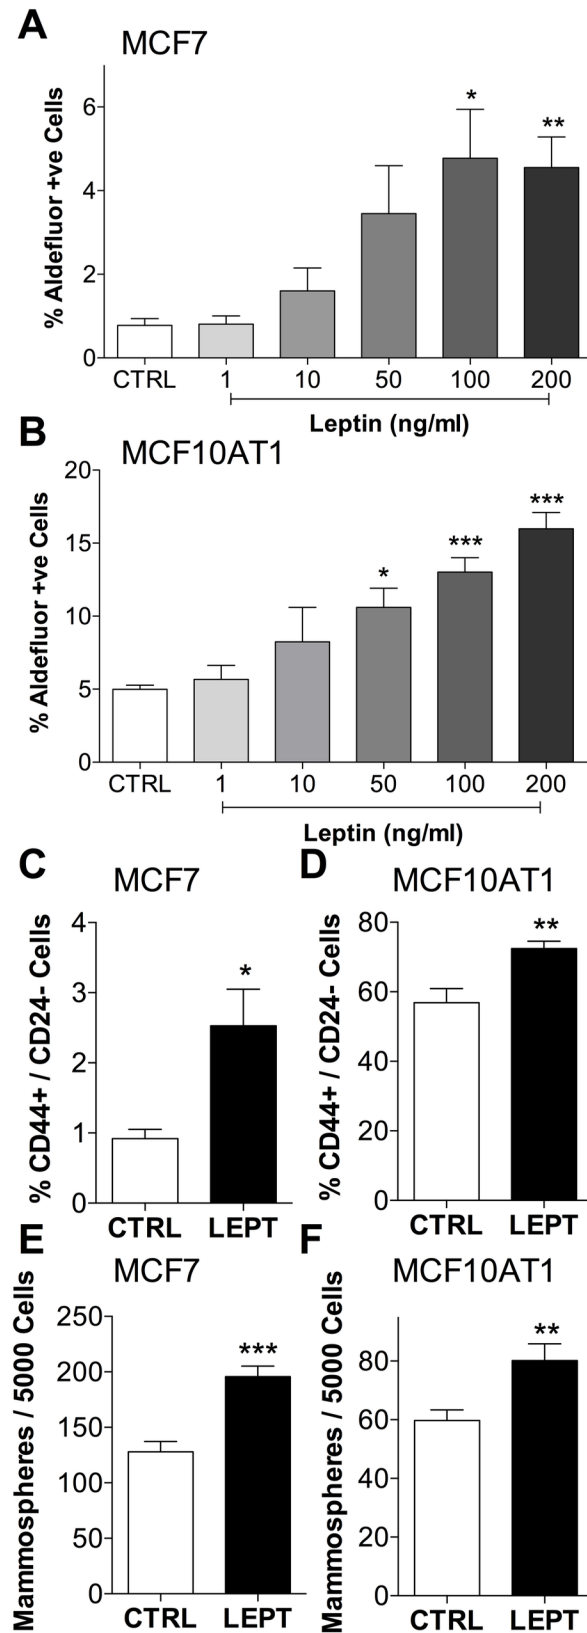 A
MCF7
% Aldefluor +ve Cells
6
4
2
0
*
**
CTRL 1 10 50 100 200
Leptin (ng/ml)
B
MCF10AT1
% Aldefluor +ve Cells
20
15
10
5
0
*
***
***
CTRL 1 10 50 100 200
Leptin (ng/ml)
C
MCF7
% CD44+ / CD24- Cells
4
3
2
1
0
*
CTRL LEPT
D
MCF10AT1
% CD44+ / CD24- Cells
80
60
40
20
0
**
CTRL LEPT
E
MCF7
Mammospheres / 5000 Cells
250
200
150
100
50
0
***
CTRL LEPT
F
MCF10AT1
Mammospheres / 5000 Cells
80
60
40
20
0
**
CTRL LEPT